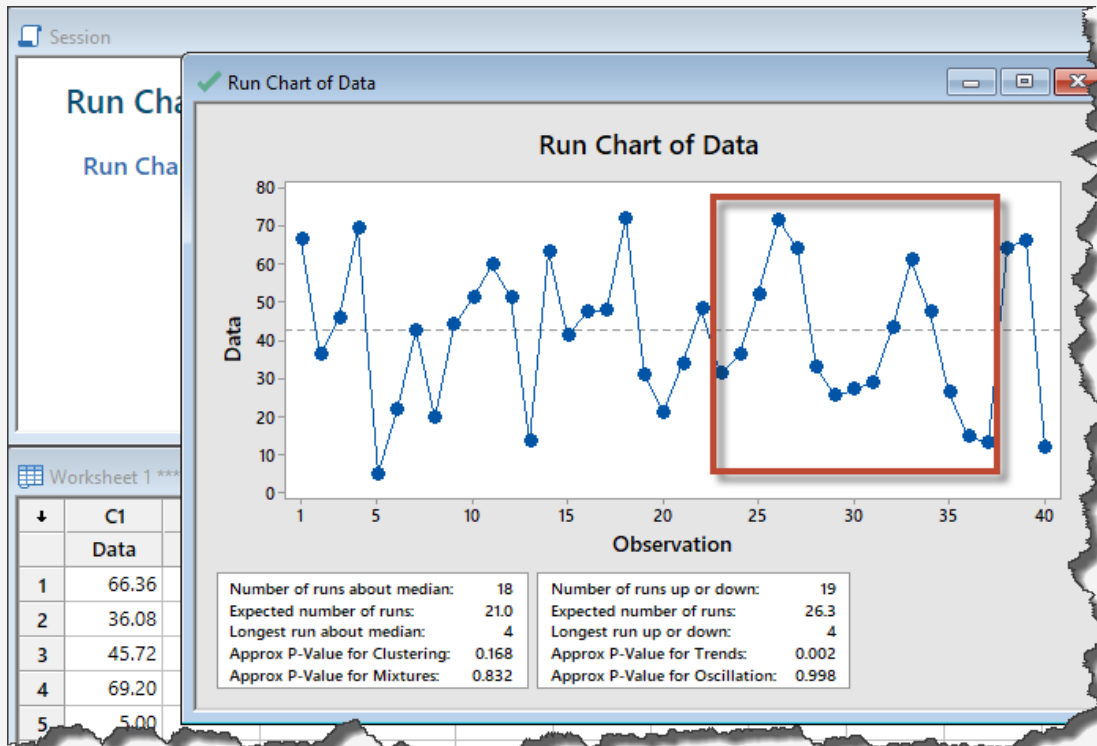 Session
Run Cha
Run Cha
Run Chart of Data
Run Chart of Data
80
70
60
50
40
30
20
10
0
Data
1 5 10 15 20 25 30 35 40
Observation
Number of runs about median: 18
Expected number of runs: 21.0
Longest run about median: 4
Approx P-Value for Clustering: 0.168
Approx P-Value for Mixtures: 0.832
Number of runs up or down: 19
Expected number of runs: 26.3
Longest run up or down: 4
Approx P-Value for Trends: 0.002
Approx P-Value for Oscillation: 0.998
Worksheet 1 ***
↓ C1
Data
1 66.36
2 36.08
3 45.72
4 69.20
5 5.00